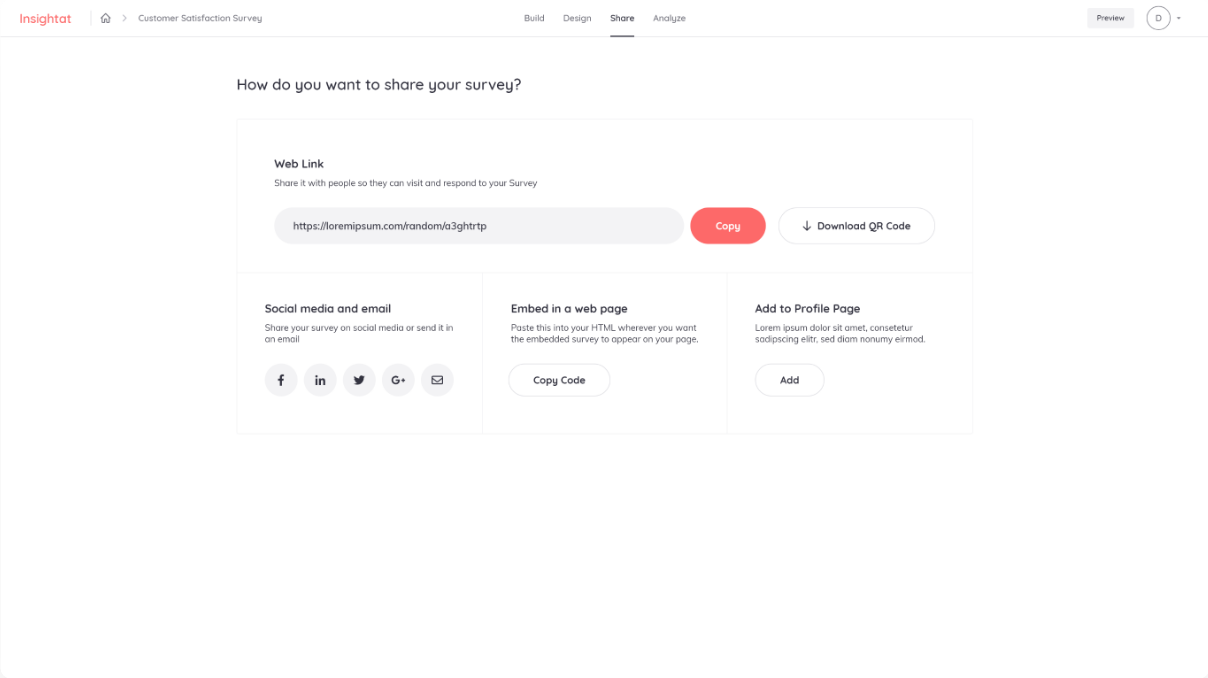 Insightat
Customer Satisfaction Survey
Build
Design
Share
Analyze
Preview
D
How do you want to share your survey?
Web Link
Share it with people so they can visit and respond to your Survey
https://loremipsum.com/random/a3ghtrtp
Copy
Download QR Code
Social media and email
Share your survey on social media or send it in
an email
f
in
G+
Embed in a web page
Paste this into your HTML wherever you want
the embedded survey to appear on your page.
Copy Code
Add to Profile Page
Lorem ipsum dolor sit amet, consetetur
sadipscing elitr, sed diam nonumy eirmod.
Add